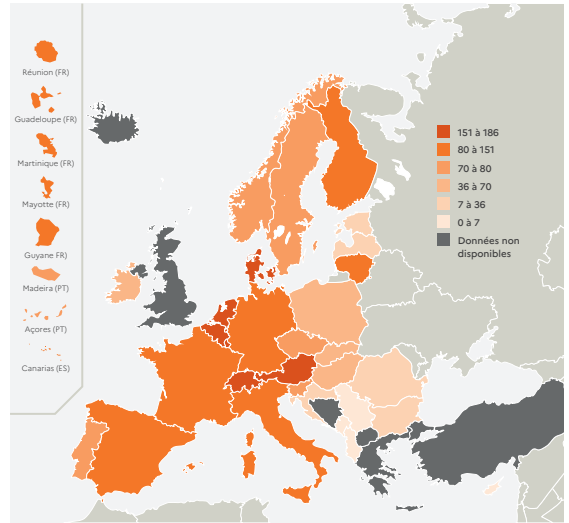 Réunion (FR)
Guadeloupe (FR)
Martinique (FR)
Mayotte (FR)
Guyane (FR)
Madeira (PT)
Açores (PT)
Canarias (ES)
151 à 186
80 à 151
70 à 80
36 à 70
7 à 36
0 à 7
Données non
disponibles